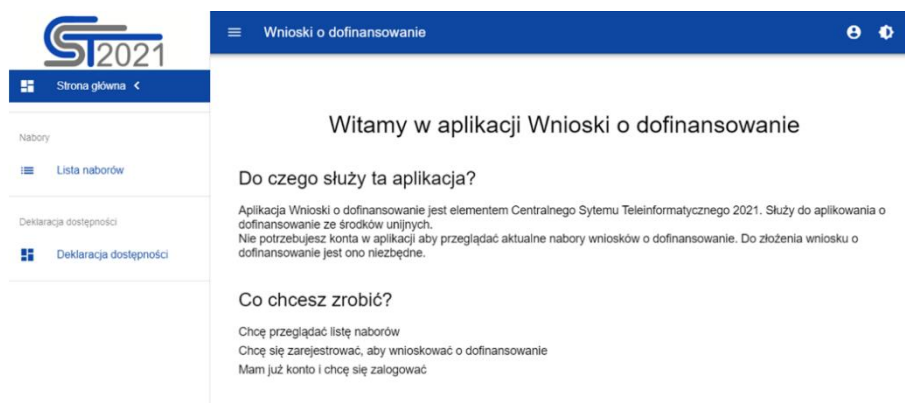 CST2021
Strona główna
Nabory
Lista naborów
Deklaracja dostępności
Deklaracja dostępności
Wnioski o dofinansowanie
Witamy w aplikacji Wnioski o dofinansowanie
Do czego służy ta aplikacja?
Aplikacja Wnioski o dofinansowanie jest elementem Centralnego Sytemu Teleinformatycznego 2021. Służy do aplikowania o
dofinansowanie ze środków unijnych.
Nie potrzebujesz konta w aplikacji aby przeglądać aktualne nabory wniosków o dofinansowanie. Do złożenia wniosku o
dofinansowanie jest ono niezbędne.
Co chcesz zrobić?
Chcę przeglądać listę naborów
Chcę się zarejestrować, aby wnioskować o dofinansowanie
Mam już konto i chcę się zalogować